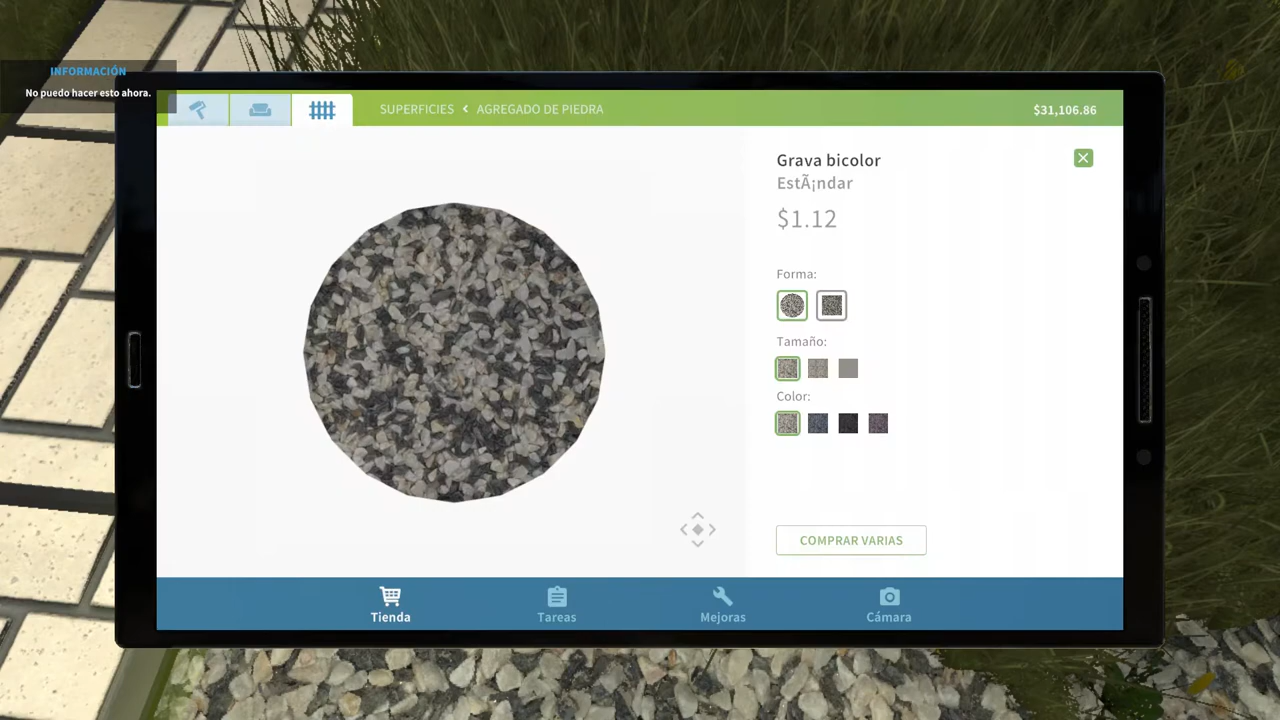 INFORMACIÓN
No puedo hacer esto ahora.
SUPERFICIES < AGREGADO DE PIEDRA
$31,106.86
Grava bicolor
EstÃ¡ndar
$1.12
Forma:
Tamaño:
Color:
COMPRAR VARIAS
Tienda
Tareas
Mejoras
Cámara